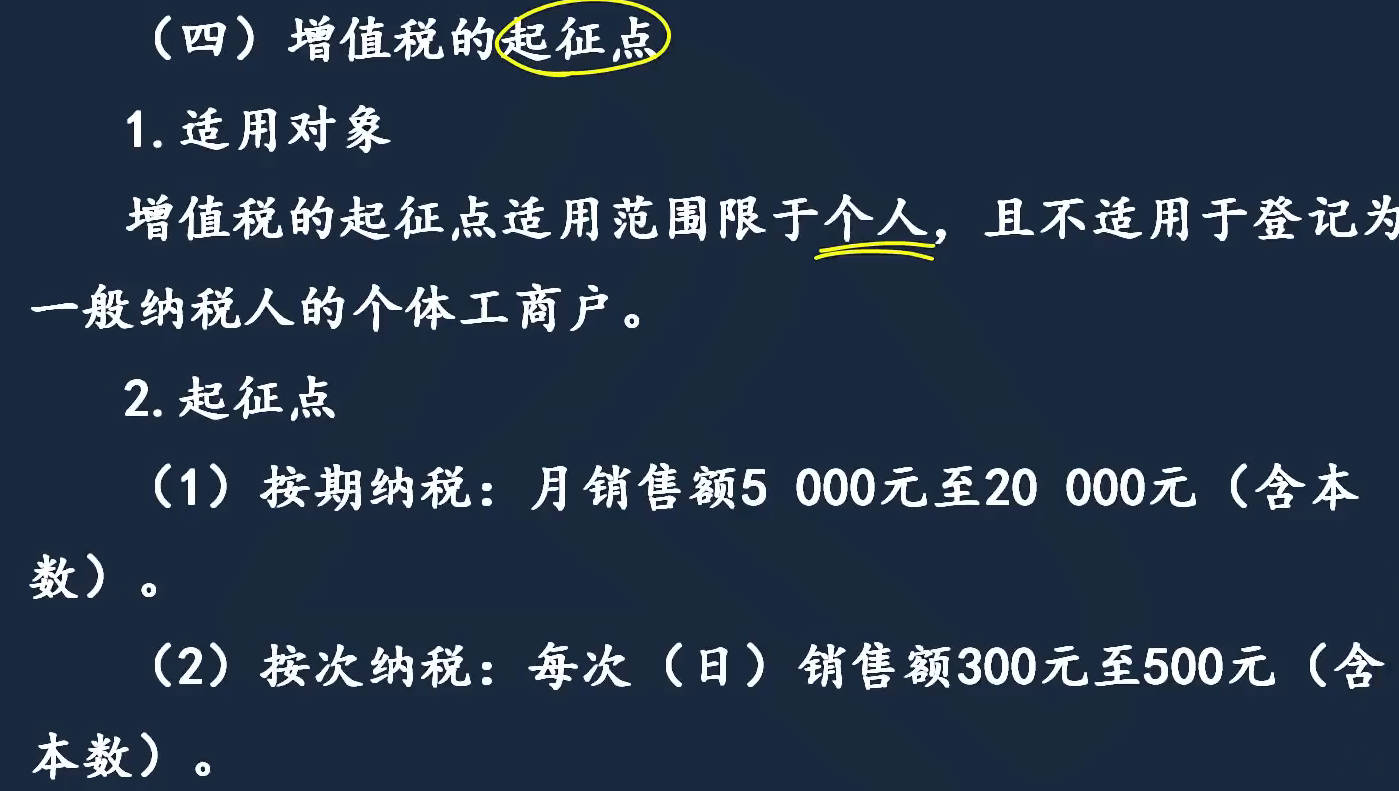 （四）增值税的起征点
1.适用对象
增值税的起征点适用范围限于个人，且不适用于登记为
一般纳税人的个体工商户。
2.起征点
（1）按期纳税：月销售额5 000元至20 000元（含本
数）。
（2）按次纳税：每次（日）销售额300元至500元（含
本数）。